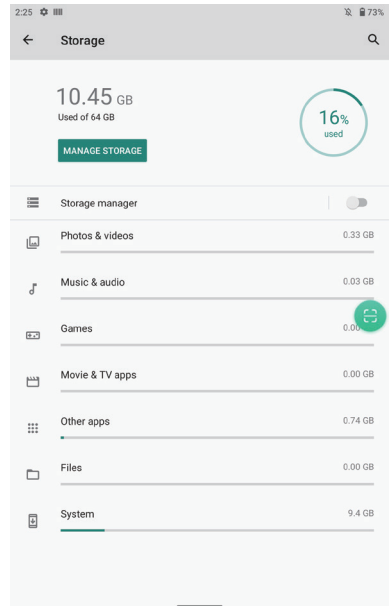 2:25 73%
Storage
10.45 GB
Used of 64 GB
16%
used
MANAGE STORAGE
Storage manager
Photos & videos 0.33 GB
Music & audio 0.03 GB
Games 0.00
Movie & TV apps 0.00 GB
Other apps 0.74 GB
Files 0.00 GB
System 9.4 GB